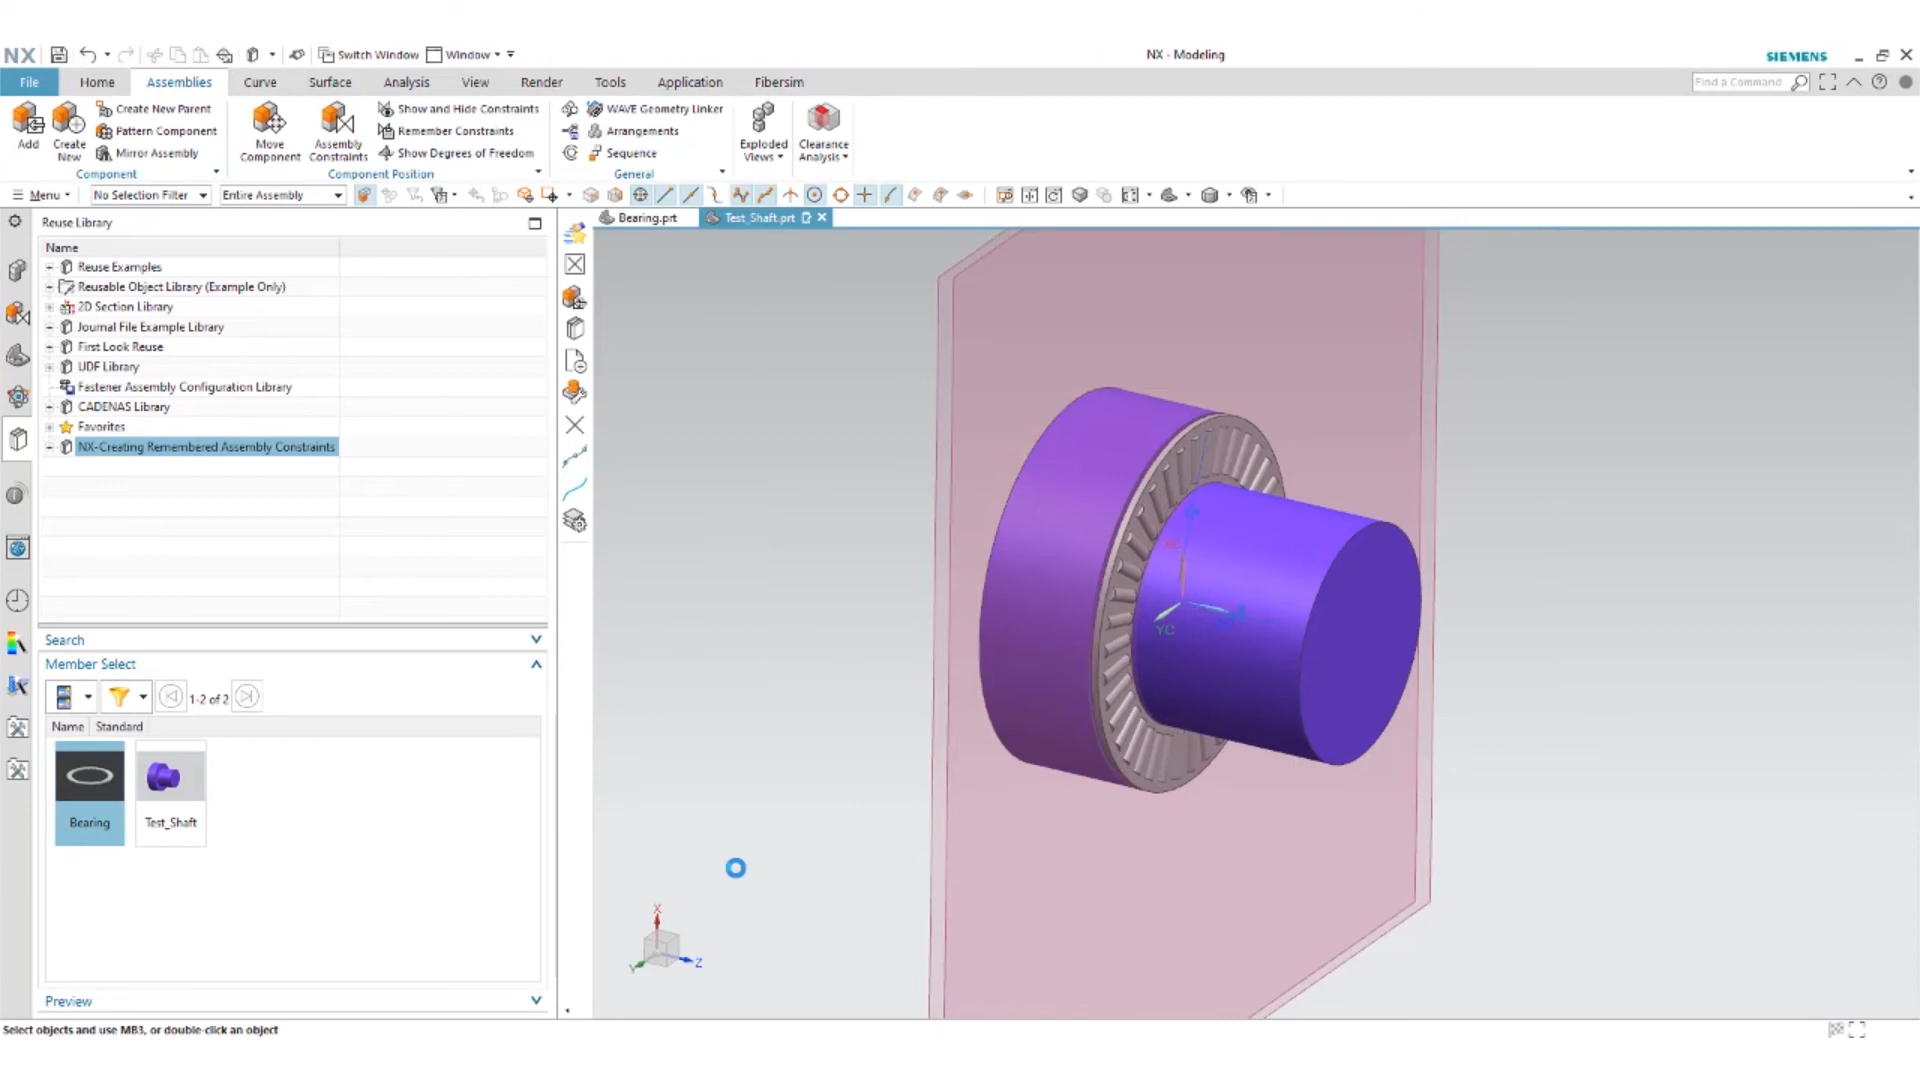 NX Switch Window Window NX - Modeling SIEMENS
File Home Assemblies Curve Surface Analysis View Render Tools Application Fibersim Find a Command
Add
Create New
Create New Parent
Pattern Component
Mirror Assembly
Component
Move Component
Assembly Constraints
Show and Hide Constraints
Remember Constraints
Show Degrees of Freedom
Component Position
WAVE Geometry Linker
Arrangements
Sequence
General
Exploded Views
Clearance Analysis
Menu No Selection Filter Entire Assembly
Reuse Library
Bearing.prt Test_Shaft.prt
Name
Reuse Examples
Reusable Object Library (Example Only)
2D Section Library
Journal File Example Library
First Look Reuse
UDF Library
Fastener Assembly Configuration Library
CADENAS Library
Favorites
NX-Creating Remembered Assembly Constraints
YC
Search
Member Select
1-2 of 2
Name Standard
Bearing Test_Shaft
X
Y
Z
Preview
Select objects and use MB3, or double-click an object